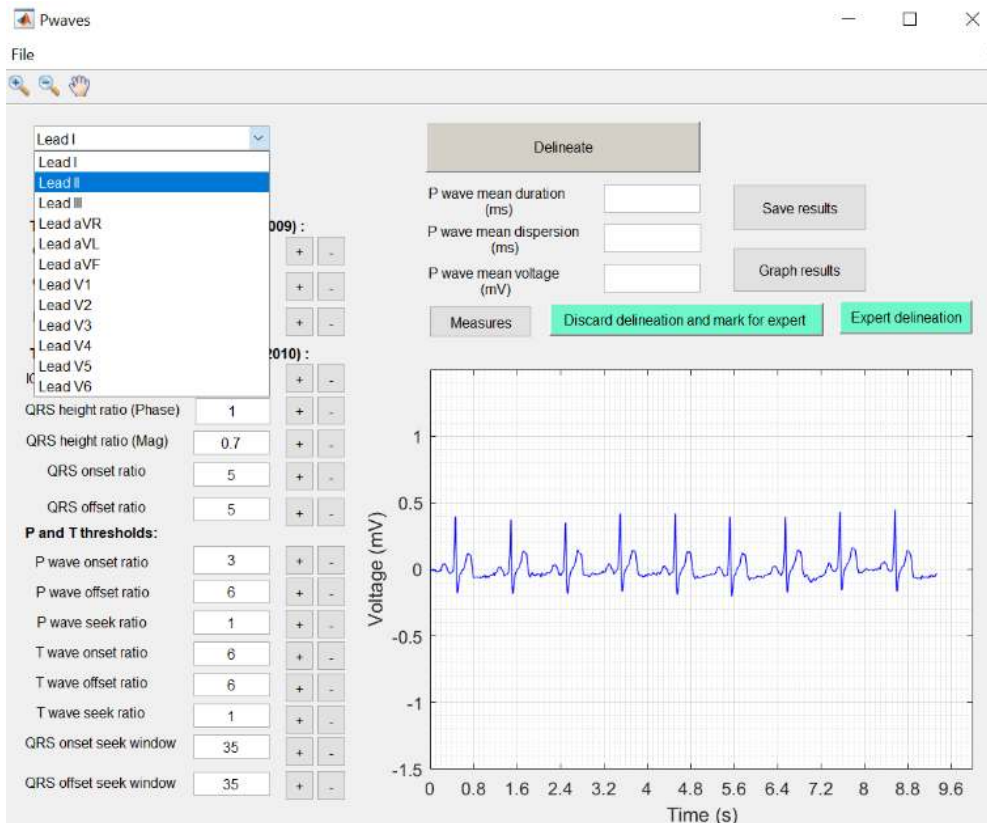 Pwaves
File
Lead I
Lead I
Lead II
Lead III
Lead aVR
Lead aVL
Lead aVF
Lead V1
Lead V2
Lead V3
Lead V4
Lead V5
Lead V6
009) :
+ -
+ -
+ -
2010) :
+ -
QRS height ratio (Phase) 1 + -
QRS height ratio (Mag) 0.7 + -
QRS onset ratio 5 + -
QRS offset ratio 5 + -
P and T thresholds:
P wave onset ratio 3 + -
P wave offset ratio 6 + -
P wave seek ratio 1 + -
T wave onset ratio 6 + -
T wave offset ratio 6 + -
T wave seek ratio 1 + -
QRS onset seek window 35 + -
QRS offset seek window 35 + -
Delineate
P wave mean duration
(ms)
P wave mean dispersion
(ms)
P wave mean voltage
(mV)
Save results
Graph results
Measures
Discard delineation and mark for expert
Expert delineation
Voltage (mV)
1
0.5
0
-0.5
-1
-1.5
0 0.8 1.6 2.4 3.2 4 4.8 5.6 6.4 7.2 8 8.8 9.6
Time (s)